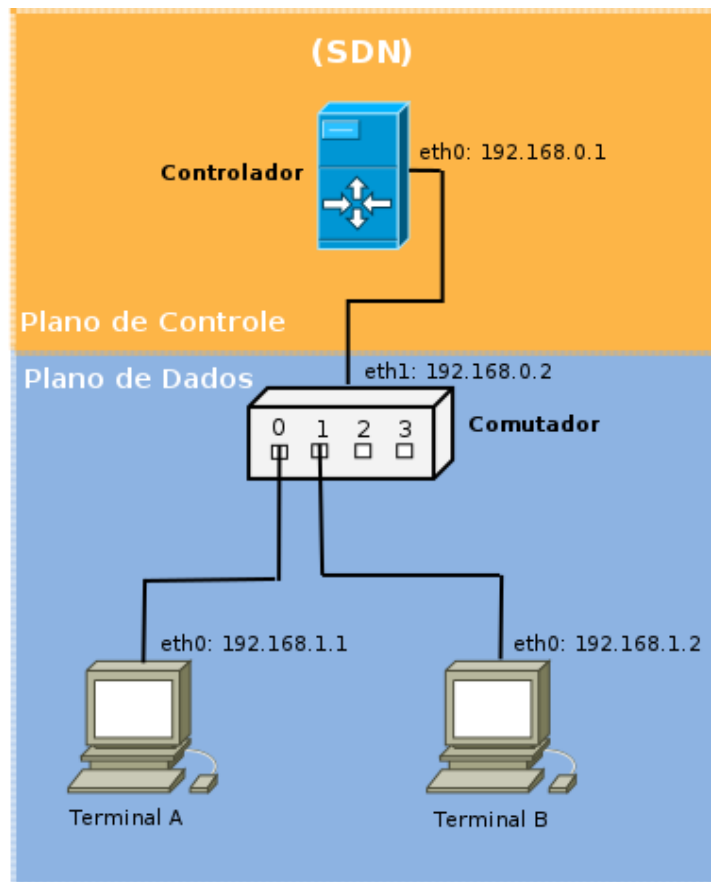 (SDN)
eth0: 192.168.0.1
Controlador
Plano de Controle
Plano de Dados
eth1: 192.168.0.2
0 1 2 3
Comutador
eth0: 192.168.1.1
eth0: 192.168.1.2
Terminal A
Terminal B